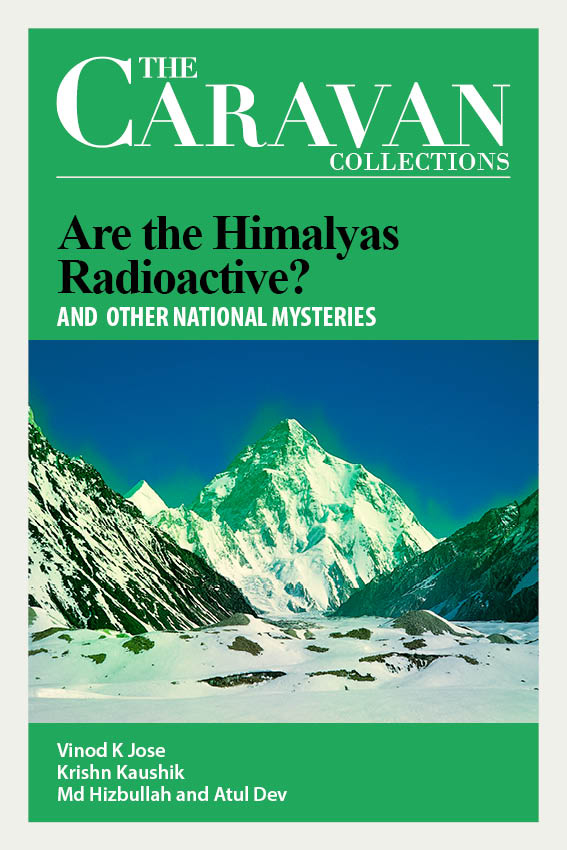 THE
CARAVAN
COLLECTIONS
Are the Himalyas
Radioactive?
AND OTHER NATIONAL MYSTERIES
Vinod K Jose
Krishn Kaushik
Md Hizbullah and Atul Dev